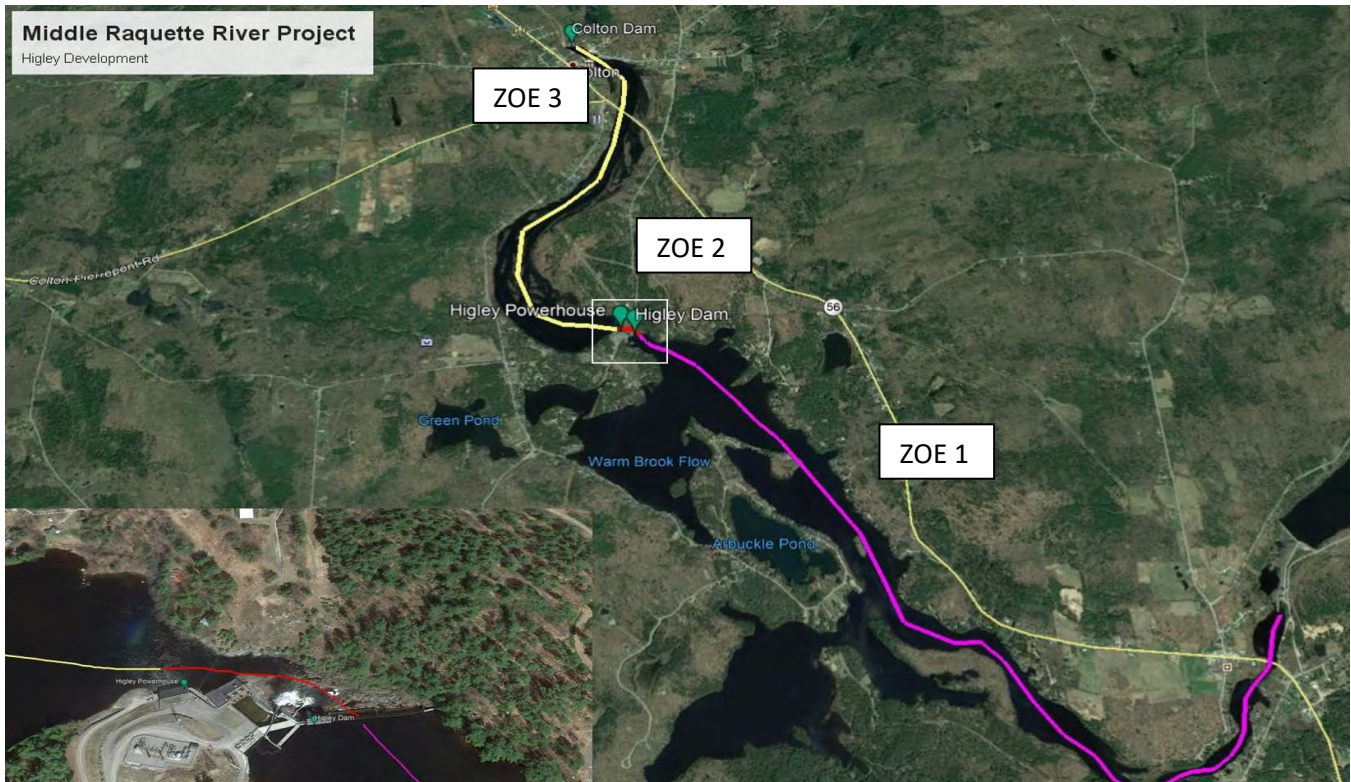 Middle Raquette River Project
Higley Development
Colton Dam
Colton
ZOE 3
Colton-Pierrepont Rd
ZOE 2
Higley Powerhouse
Higley Dam
56
Green Pond
ZOE 1
Warm Brook Flow
Arbuckle Pond
Higley Powerhouse
Higley Dam